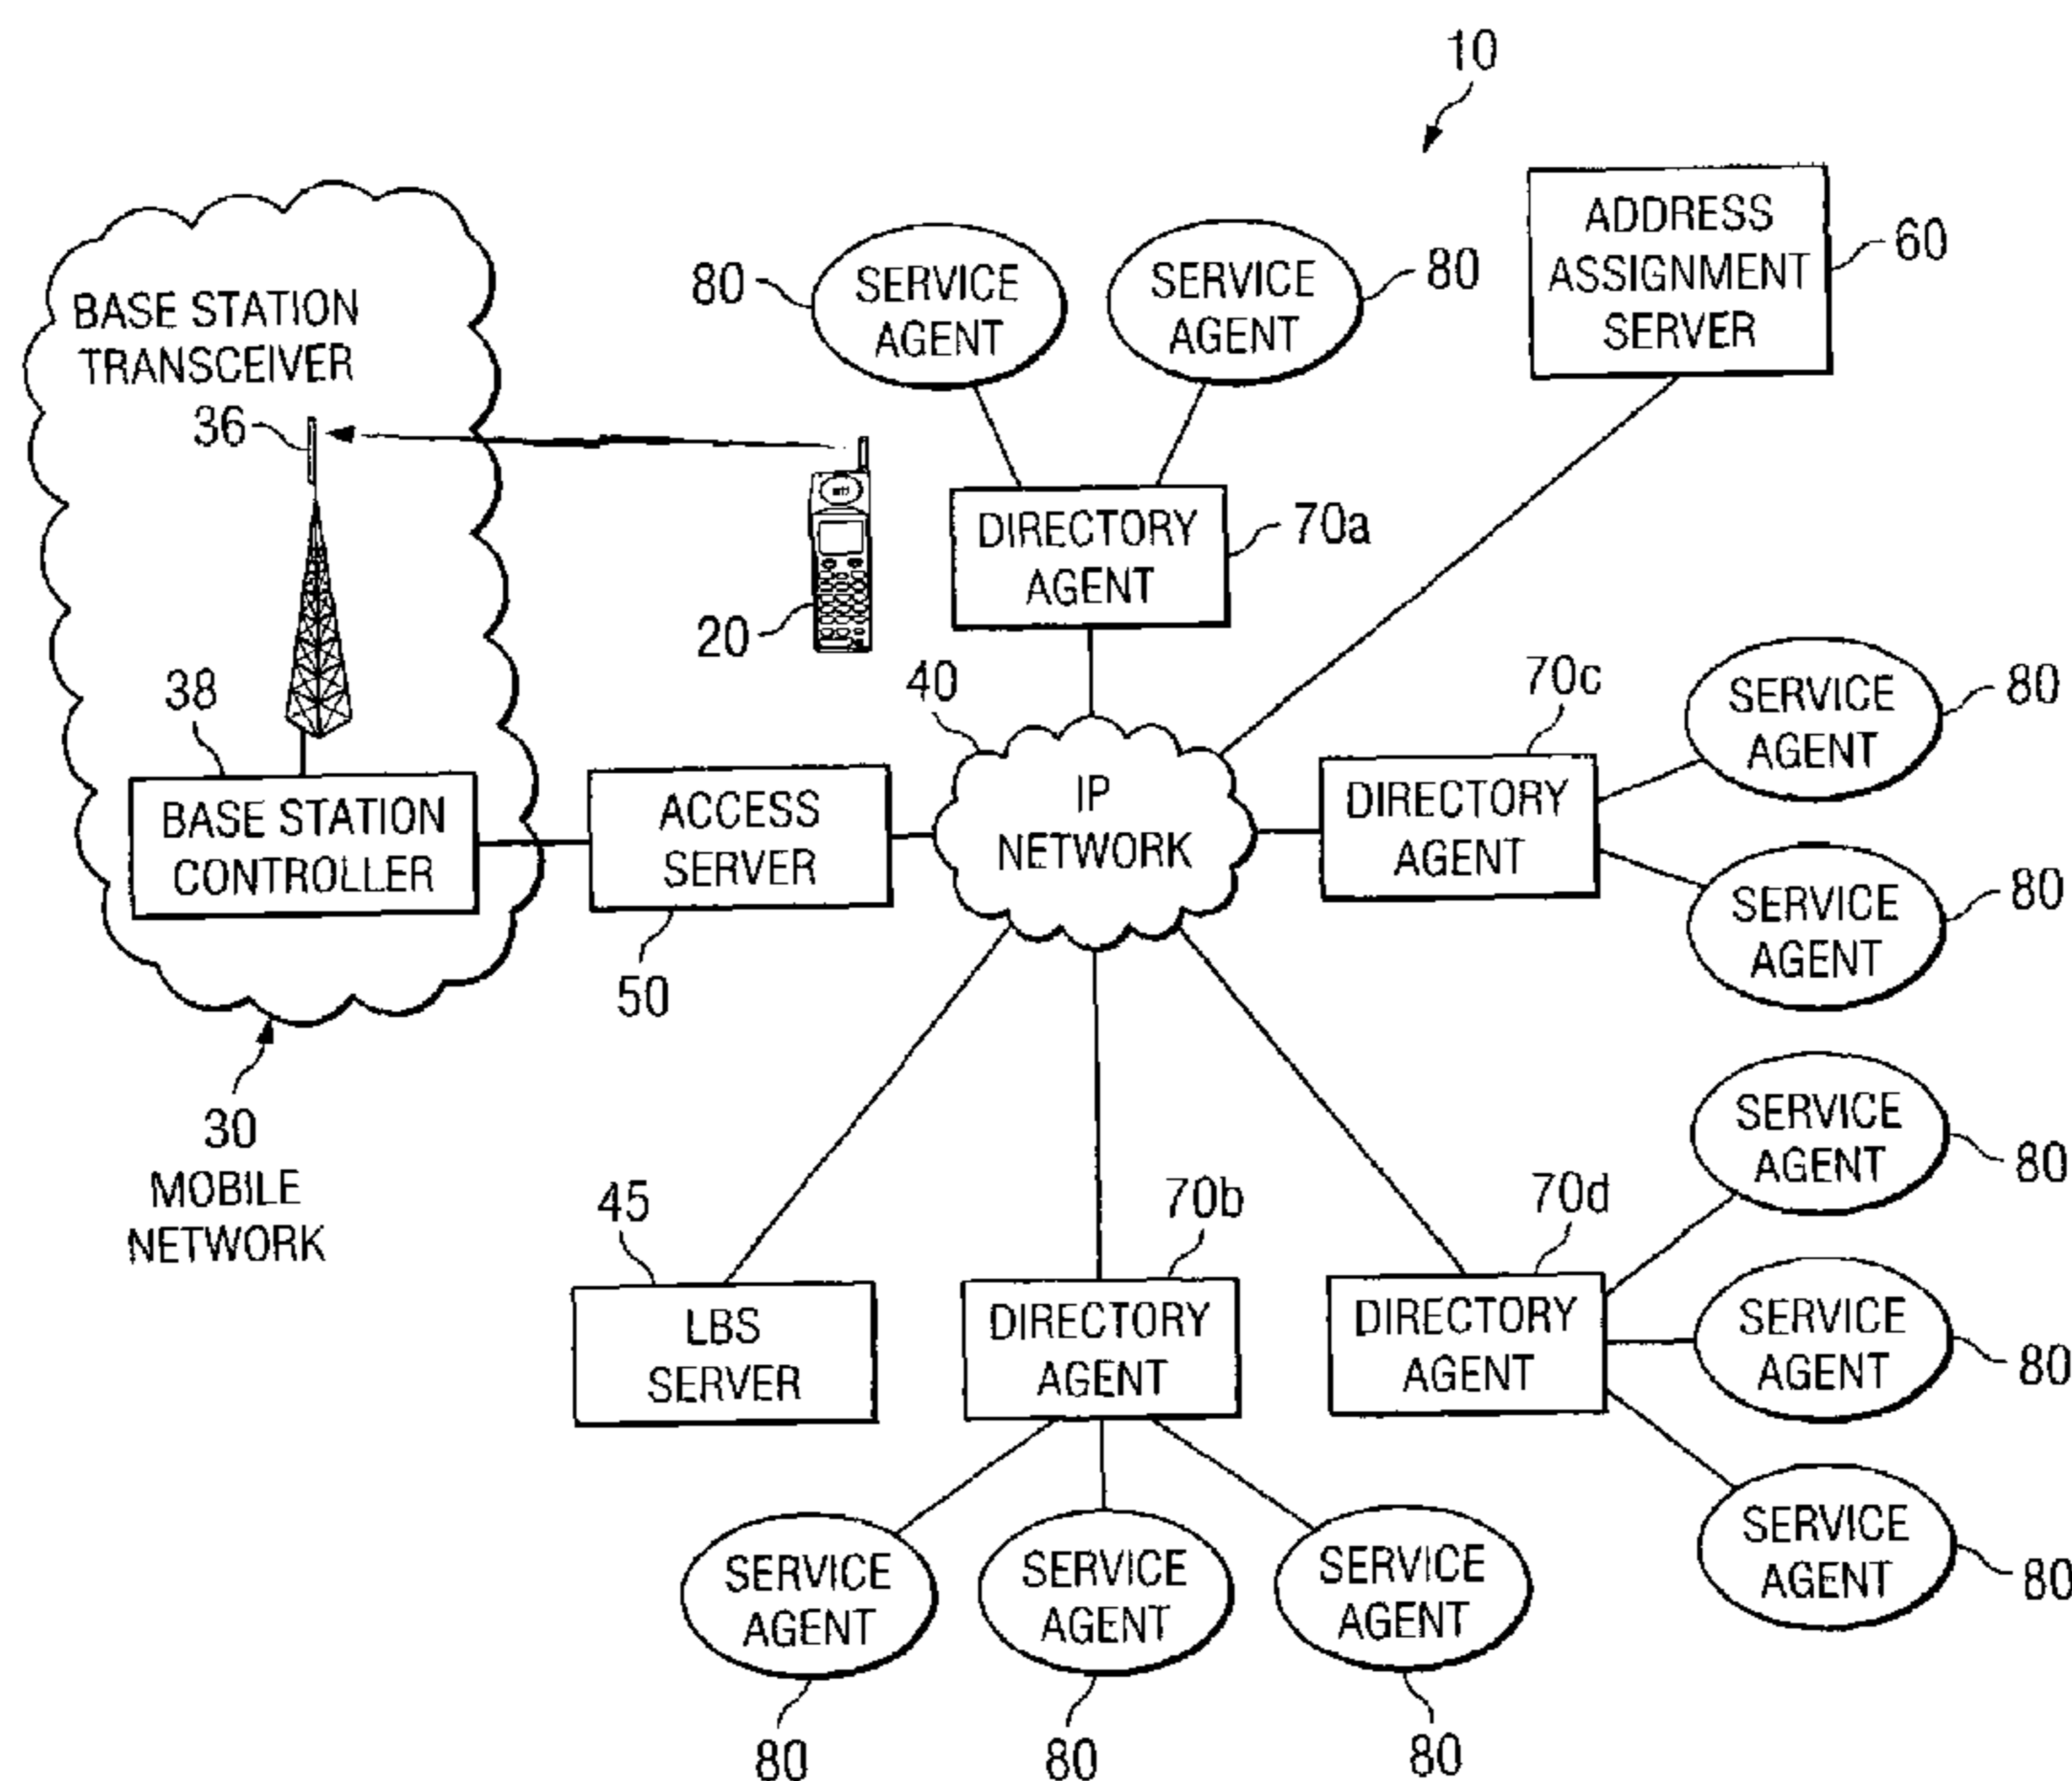 10
ADDRESS
ASSIGNMENT
SERVER
60
BASE STATION
TRANSCEIVER
36
80
SERVICE
AGENT
SERVICE
AGENT
80
DIRECTORY
AGENT
70a
20
38
BASE STATION
CONTROLLER
ACCESS
SERVER
50
40
IP
NETWORK
70c
DIRECTORY
AGENT
SERVICE
AGENT
80
SERVICE
AGENT
80
30
MOBILE
NETWORK
45
LBS
SERVER
70b
DIRECTORY
AGENT
70d
DIRECTORY
AGENT
SERVICE
AGENT
80
SERVICE
AGENT
80
SERVICE
AGENT
80
SERVICE
AGENT
80
SERVICE
AGENT
80
SERVICE
AGENT
80